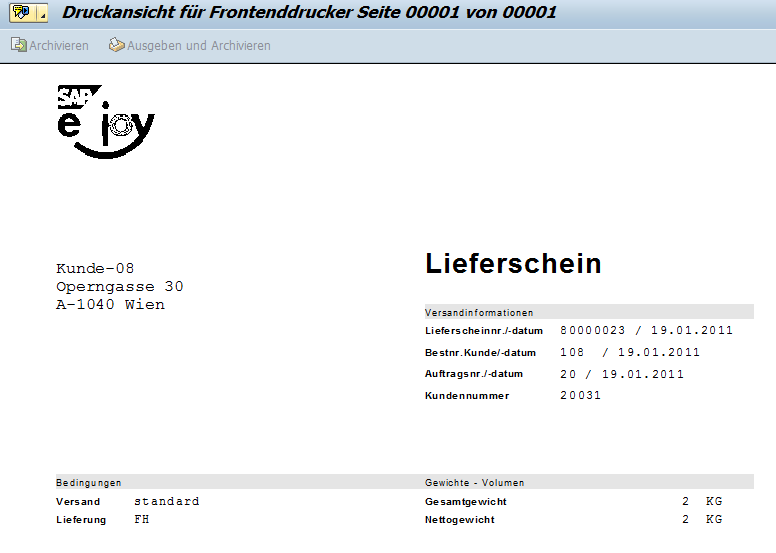 Druckansicht für Frontenddrucker Seite 00001 von 00001
Archivieren Ausgeben und Archivieren
SAP
enjoy
Lieferschein
Kunde-08
Operngasse 30
A-1040 Wien
Versandinformationen
Lieferscheinnr./-datum 80000023 / 19.01.2011
Bestnr.Kunde/-datum 108 / 19.01.2011
Auftragsnr./-datum 20 / 19.01.2011
Kundennummer 20031
Bedingungen Gewichte - Volumen
Versand standard Gesamtgewicht 2 KG
Lieferung FH Nettogewicht 2 KG